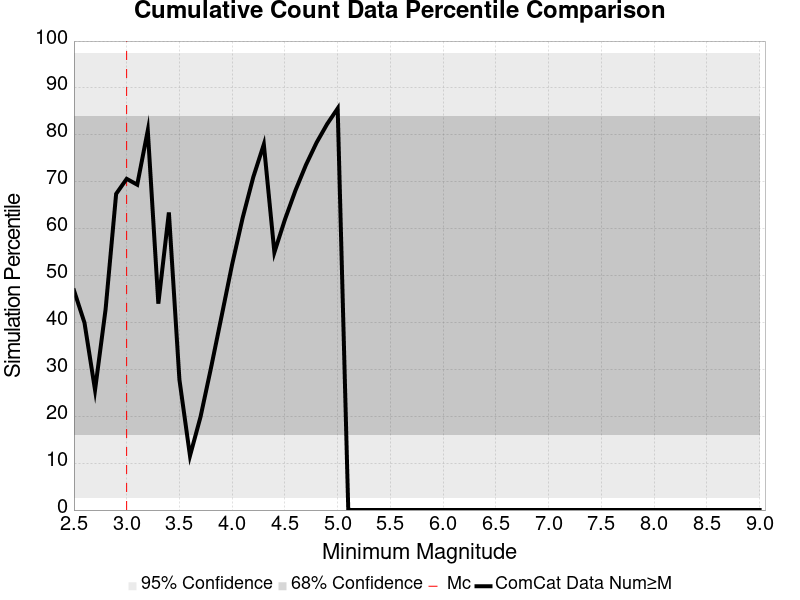 Cumulative Count Data Percentile Comparison
100
90
80
70
60
50
40
30
20
10
0
Simulation Percentile
2.5 3.0 3.5 4.0 4.5 5.0 5.5 6.0 6.5 7.0 7.5 8.0 8.5 9.0
Minimum Magnitude
95% Confidence 68% Confidence Mc ComCat Data Num≥M